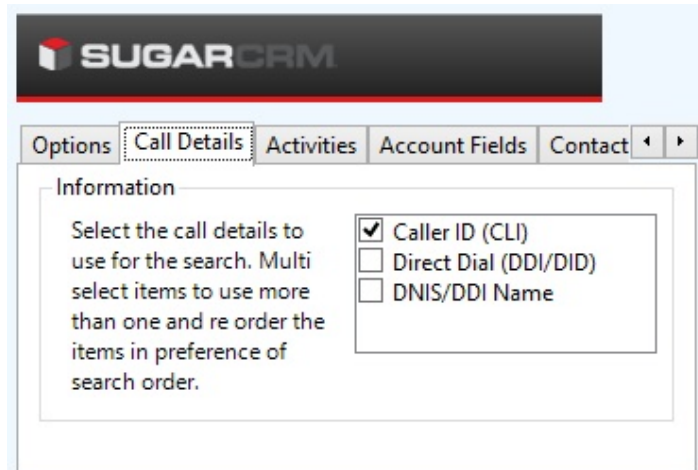 SUGARCRM
Options Call Details Activities Account Fields Contact
Information
Select the call details to
use for the search. Multi
select items to use more
than one and re order the
items in preference of
search order.
Caller ID (CLI)
Direct Dial (DDI/DID)
DNIS/DDI Name